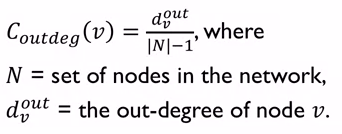 C_outdeg(v) = d_v^out / |N|−1, where
N = set of nodes in the network,
d_v^out = the out-degree of node v.